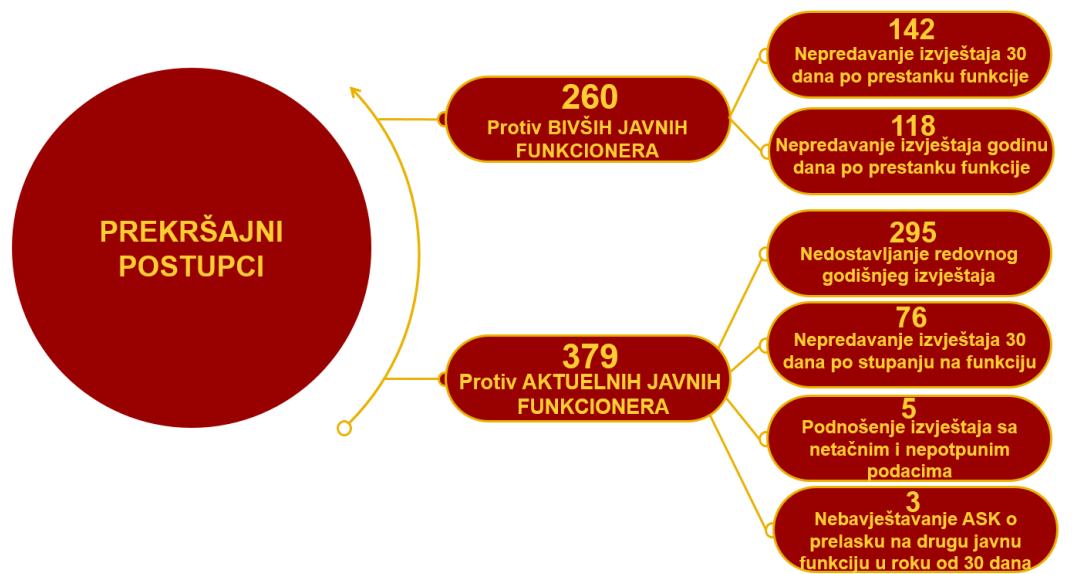 PREKRŠAJNI
POSTUPCI
260
Protiv BIVŠIH JAVNIH
FUNKCIONERA
142
Nepredavanje izvještaja 30
dana po prestanku funkcije
118
Nepredavanje izvještaja godinu
dana po prestanku funkcije
379
Protiv AKTUELNIH JAVNIH
FUNKCIONERA
295
Nedostavljanje redovnog
godišnjeg izvještaja
76
Nepredavanje izvještaja 30
dana po stupanju na funkciju
5
Podnošenje izvještaja sa
netačnim i nepotpunim
podacima
3
Nebavještavanje ASK o
prelasku na drugu javnu
funkciju u roku od 30 dana